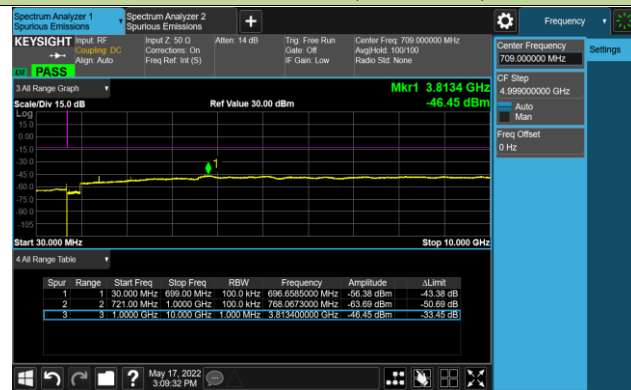 Spectrum Analyzer 1
Spurious Emissions
Spectrum Analyzer 2
Spurious Emissions
Frequency
KEYSIGHT
Input: RF
Coupling: DC
Align: Auto
Input Z: 50 Ω
Corrections: On
Freq Ref: Int (S)
Atten: 14 dB
Trig: Free Run
Gate: Off
IF Gain: Low
Center Freq: 709.000000 MHz
Avg|Hold: 100/100
Radio Std: None
PASS
Center Frequency
709.000000 MHz
Settings
CF Step
4.999000000 GHz
Auto
Man
Freq Offset
0 Hz
3 All Range Graph
Mkr1 3.8134 GHz
Scale/Div 15.0 dB
Ref Value 30.00 dBm
-46.45 dBm
Log
15.0
0.00
-15.0
-30.0
-45.0
-60.0
-75.0
-90.0
-105
1
Start 30.000 MHz
Stop 10.000 GHz
4 All Range Table
Spur Range Start Freq Stop Freq RBW Frequency Amplitude ΔLimit
1 1 30.000 MHz 699.00 MHz 100.0 kHz 696.6585000 MHz -56.38 dBm -43.38 dB
2 2 721.00 MHz 1.0000 GHz 100.0 kHz 768.0673000 MHz -63.69 dBm -50.69 dB
3 3 1.0000 GHz 10.000 GHz 1.000 MHz 3.813400000 GHz -46.45 dBm -33.45 dB
May 17, 2022
3:09:32 PM